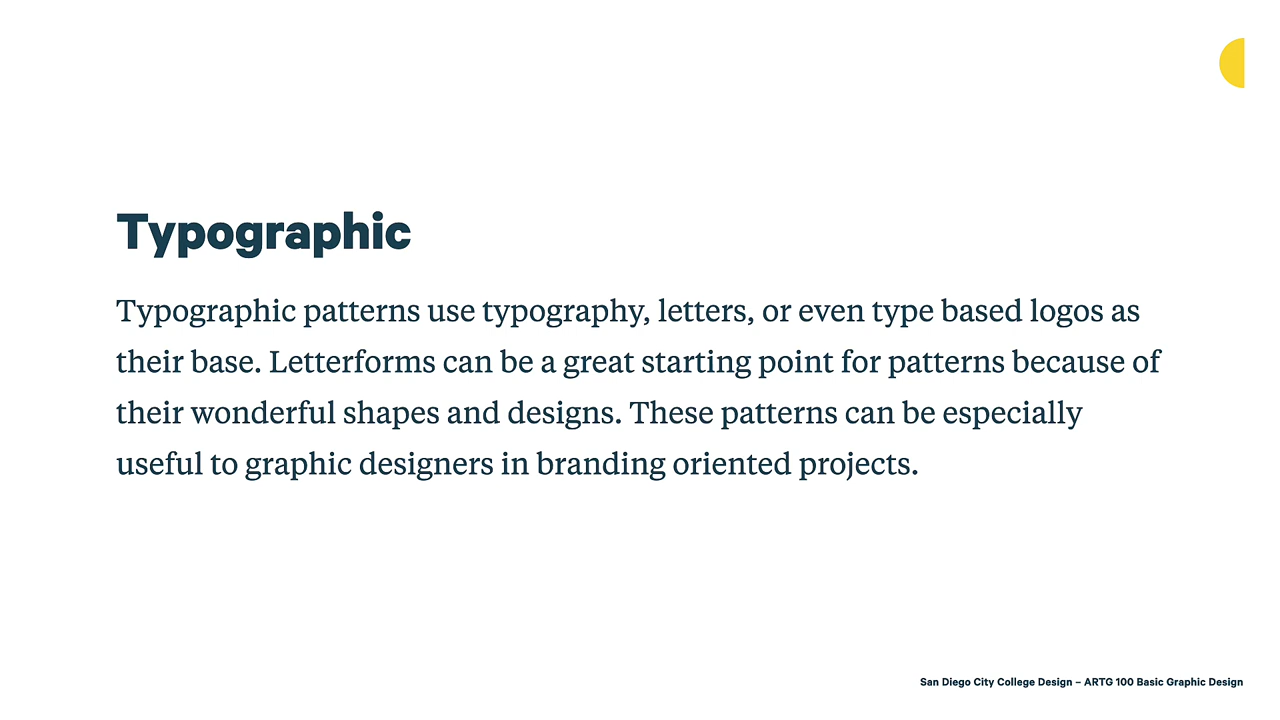 Typographic
Typographic patterns use typography, letters, or even type based logos as
their base. Letterforms can be a great starting point for patterns because of
their wonderful shapes and designs. These patterns can be especially
useful to graphic designers in branding oriented projects.
San Diego City College Design – ARTG 100 Basic Graphic Design